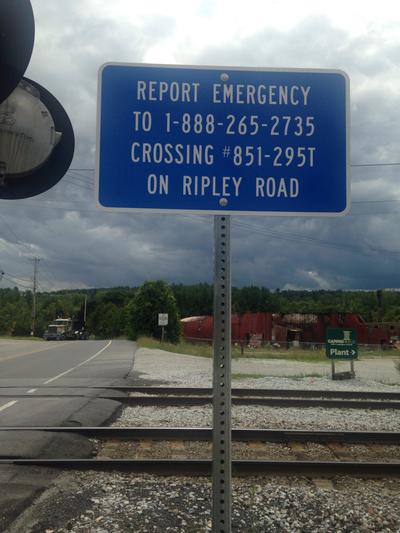 REPORT EMERGENCY
TO 1-888-265-2735
CROSSING #851-295T
ON RIPLEY ROAD
Plant